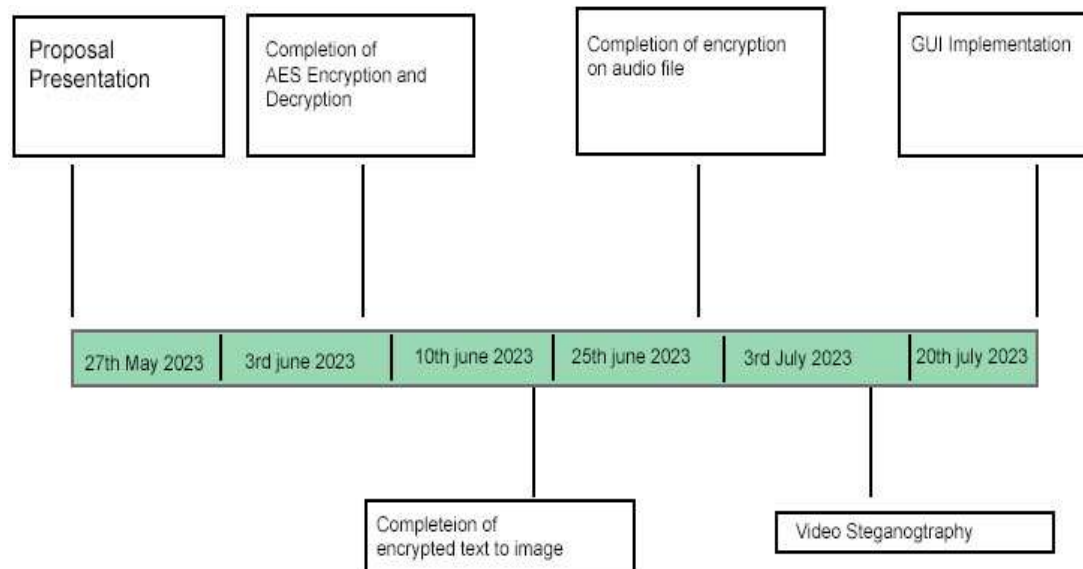 Proposal
Presentation
Completion of
AES Encryption and
Decryption
Completion of encryption
on audio file
GUI Implementation
27th May 2023
3rd june 2023
10th june 2023
25th june 2023
3rd July 2023
20th july 2023
Completeion of
encrypted text to image
Video Steganogtraphy